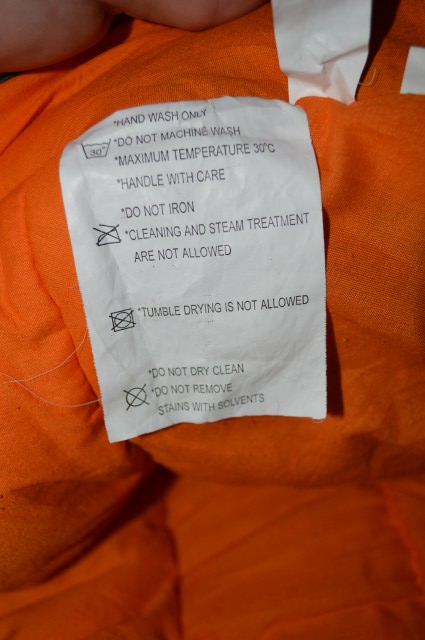 *HAND WASH ONLY
30° *DO NOT MACHINE WASH
*MAXIMUM TEMPERATURE 30°C
*HANDLE WITH CARE
*DO NOT IRON
*CLEANING AND STEAM TREATMENT
ARE NOT ALLOWED
*TUMBLE DRYING IS NOT ALLOWED
*DO NOT DRY CLEAN
*DO NOT REMOVE
STAINS WITH SOLVENTS